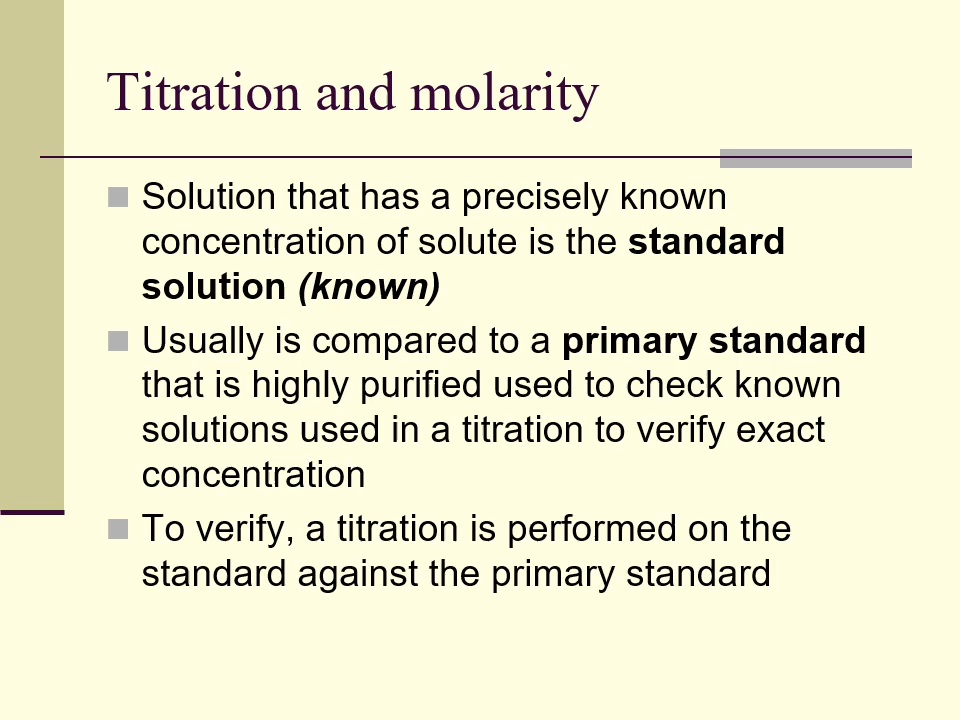 Titration and molarity
Solution that has a precisely known
concentration of solute is the standard
solution (known)
Usually is compared to a primary standard
that is highly purified used to check known
solutions used in a titration to verify exact
concentration
To verify, a titration is performed on the
standard against the primary standard